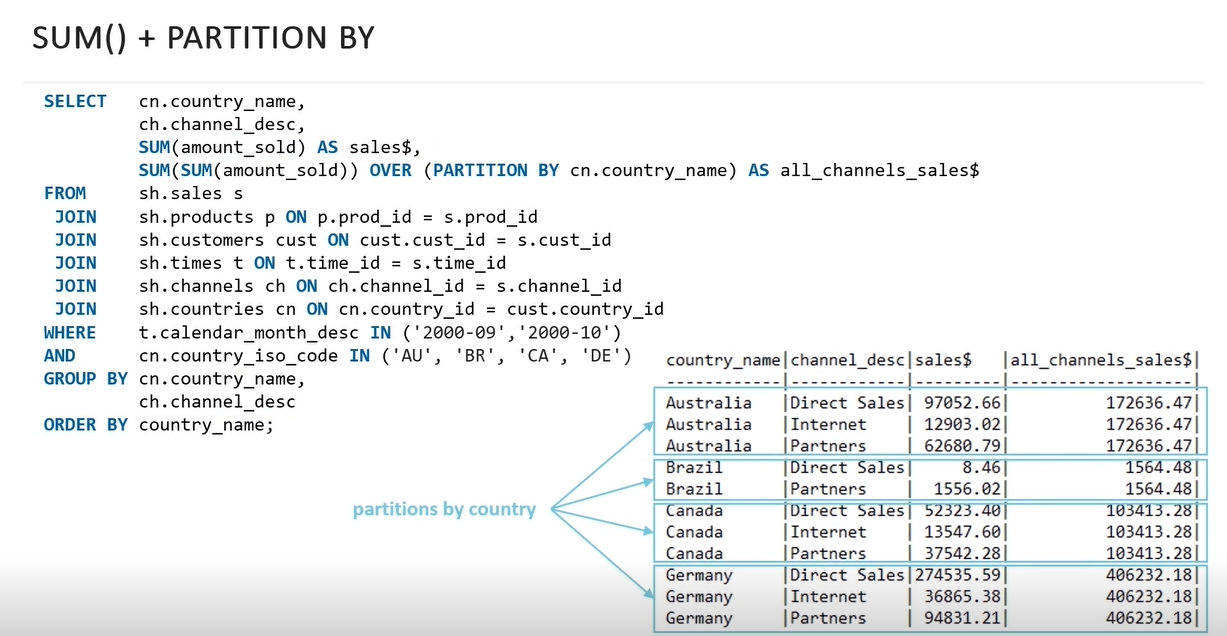 SUM() + PARTITION BY
SELECT   cn.country_name,
         ch.channel_desc,
         SUM(amount_sold) AS sales$,
         SUM(SUM(amount_sold)) OVER (PARTITION BY cn.country_name) AS all_channels_sales$
FROM     sh.sales s
 JOIN    sh.products p ON p.prod_id = s.prod_id
 JOIN    sh.customers cust ON cust.cust_id = s.cust_id
 JOIN    sh.times t ON t.time_id = s.time_id
 JOIN    sh.channels ch ON ch.channel_id = s.channel_id
 JOIN    sh.countries cn ON cn.country_id = cust.country_id
WHERE    t.calendar_month_desc IN ('2000-09','2000-10')
AND      cn.country_iso_code IN ('AU', 'BR', 'CA', 'DE')
GROUP BY cn.country_name,
         ch.channel_desc
ORDER BY country_name;
partitions by country
country_name|channel_desc|sales$   |all_channels_sales$|
------------|------------|---------|-------------------|
Australia   |Direct Sales| 97052.66|          172636.47|
Australia   |Internet    | 12903.02|          172636.47|
Australia   |Partners    | 62680.79|          172636.47|
Brazil      |Direct Sales|     8.46|            1564.48|
Brazil      |Partners    |  1556.02|            1564.48|
Canada      |Direct Sales| 52323.40|          103413.28|
Canada      |Internet    | 13547.60|          103413.28|
Canada      |Partners    | 37542.28|          103413.28|
Germany     |Direct Sales|274535.59|          406232.18|
Germany     |Internet    | 36865.38|          406232.18|
Germany     |Partners    | 94831.21|          406232.18|